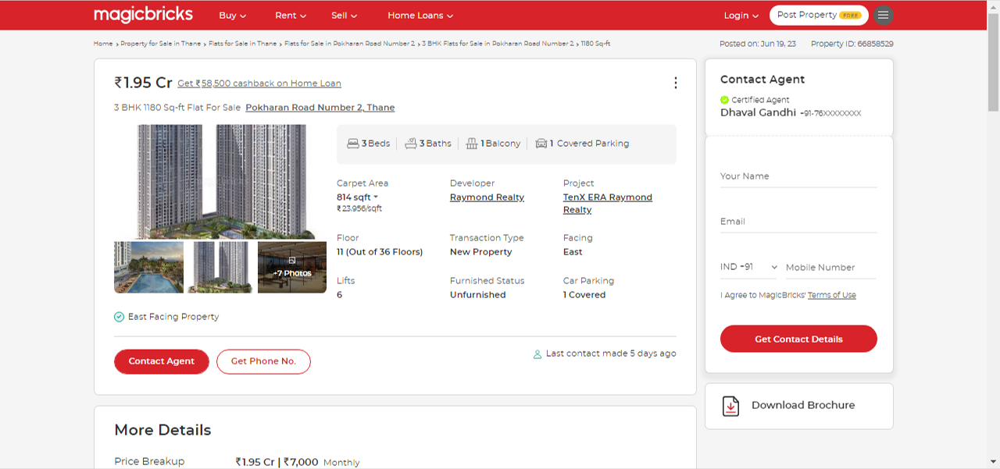 magicbricks
Buy
Rent
Sell
Home Loans
Login
Post Property FREE
Home › Property for Sale in Thane › Flats for Sale in Thane › Flats for Sale in Pokharan Road Number 2 › 3 BHK Flats for Sale in Pokharan Road Number 2 › 1180 Sq-ft
Posted on: Jun 19, 23 Property ID: 66858529
₹1.95 Cr Get ₹58,500 cashback on Home Loan
3 BHK 1180 Sq-ft Flat For Sale Pokharan Road Number 2, Thane
+7 Photos
3 Beds
3 Baths
1 Balcony
1 Covered Parking
Carpet Area
814 sqft
₹23,956/sqft
Developer
Raymond Realty
Project
TenX ERA Raymond
Realty
Floor
11 (Out of 36 Floors)
Transaction Type
New Property
Facing
East
Lifts
6
Furnished Status
Unfurnished
Car Parking
1 Covered
East Facing Property
Contact Agent
Get Phone No.
Last contact made 5 days ago
More Details
Price Breakup ₹1.95 Cr | ₹7,000 Monthly
Contact Agent
Certified Agent
Dhaval Gandhi +91-76XXXXXXXX
Your Name
Email
IND +91
Mobile Number
I Agree to MagicBricks' Terms of Use
Get Contact Details
Download Brochure